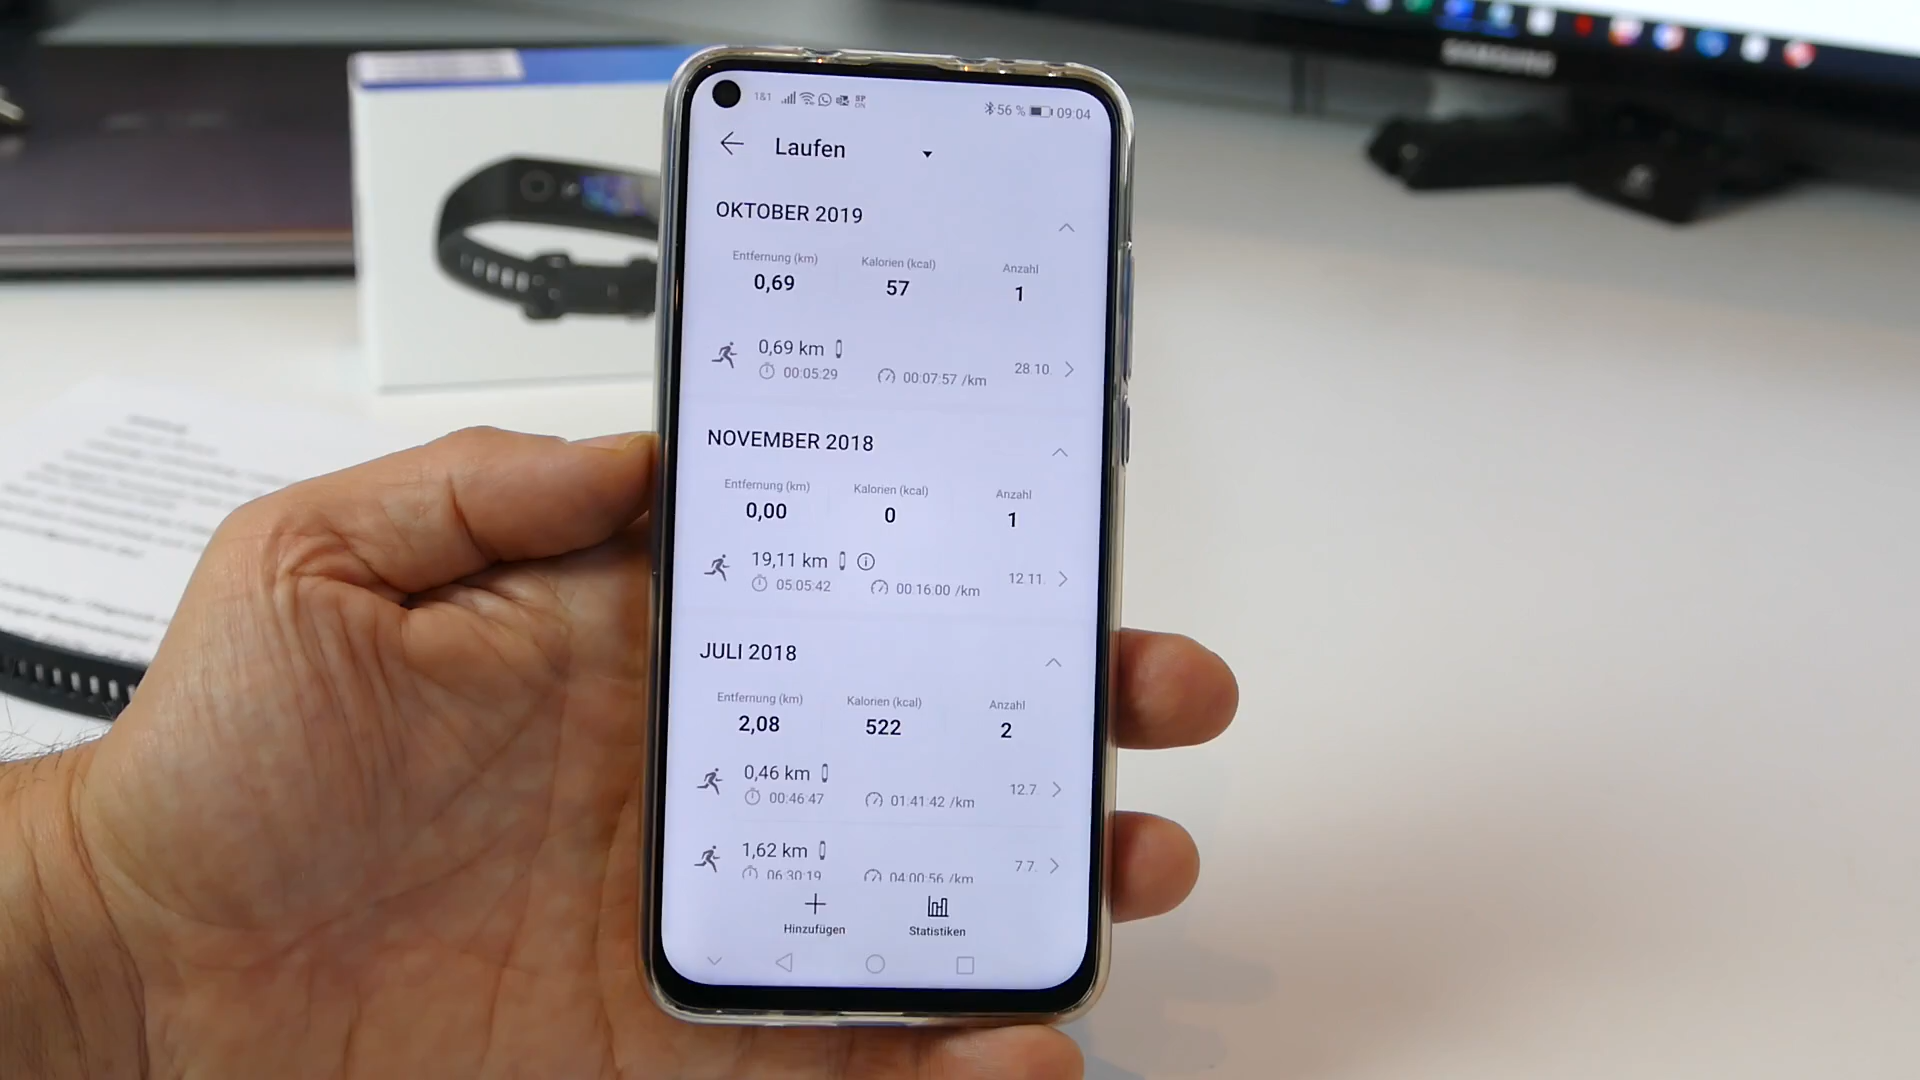 SAMSUNG
1&1 56 % 09:04
Laufen
OKTOBER 2019
Entfernung (km) Kalorien (kcal) Anzahl
0,69 57 1
0,69 km
00:05:29 00:07:57 /km 28.10.
NOVEMBER 2018
Entfernung (km) Kalorien (kcal) Anzahl
0,00 0 1
19,11 km
05:05:42 00:16:00 /km 12.11.
JULI 2018
Entfernung (km) Kalorien (kcal) Anzahl
2,08 522 2
0,46 km
00:46:47 01:41:42 /km 12.7.
1,62 km
06:30:19 04:00:56 /km 7.7.
Hinzufügen Statistiken